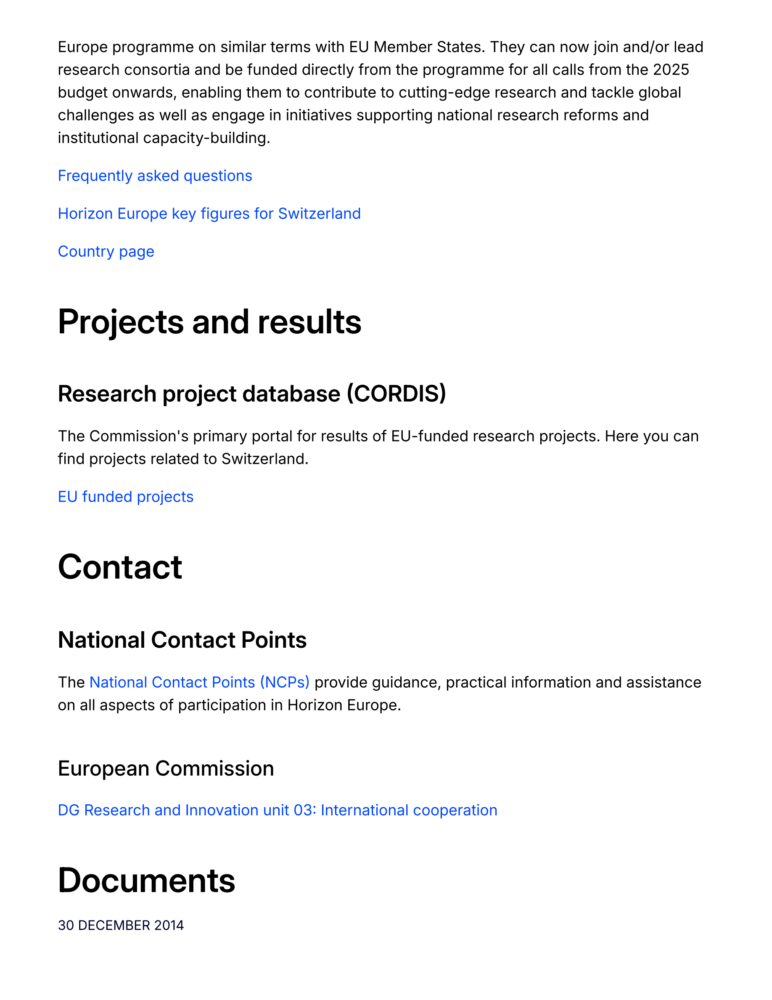 Europe programme on similar terms with EU Member States. They can now join and/or lead
research consortia and be funded directly from the programme for all calls from the 2025
budget onwards, enabling them to contribute to cutting-edge research and tackle global
challenges as well as engage in initiatives supporting national research reforms and
institutional capacity-building.
Frequently asked questions
Horizon Europe key figures for Switzerland
Country page
Projects and results
Research project database (CORDIS)
The Commission's primary portal for results of EU-funded research projects. Here you can
find projects related to Switzerland.
EU funded projects
Contact
National Contact Points
The National Contact Points (NCPs) provide guidance, practical information and assistance
on all aspects of participation in Horizon Europe.
European Commission
DG Research and Innovation unit 03: International cooperation
Documents
30 DECEMBER 2014